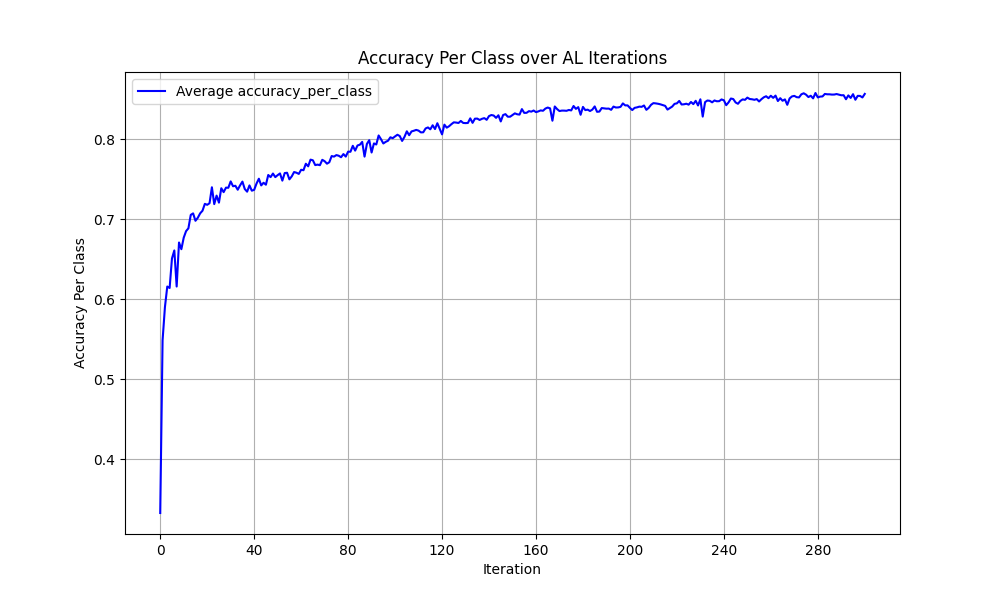 Accuracy Per Class over AL Iterations
Average accuracy_per_class
Accuracy Per Class
0.8
0.7
0.6
0.5
0.4
0 40 80 120 160 200 240 280
Iteration